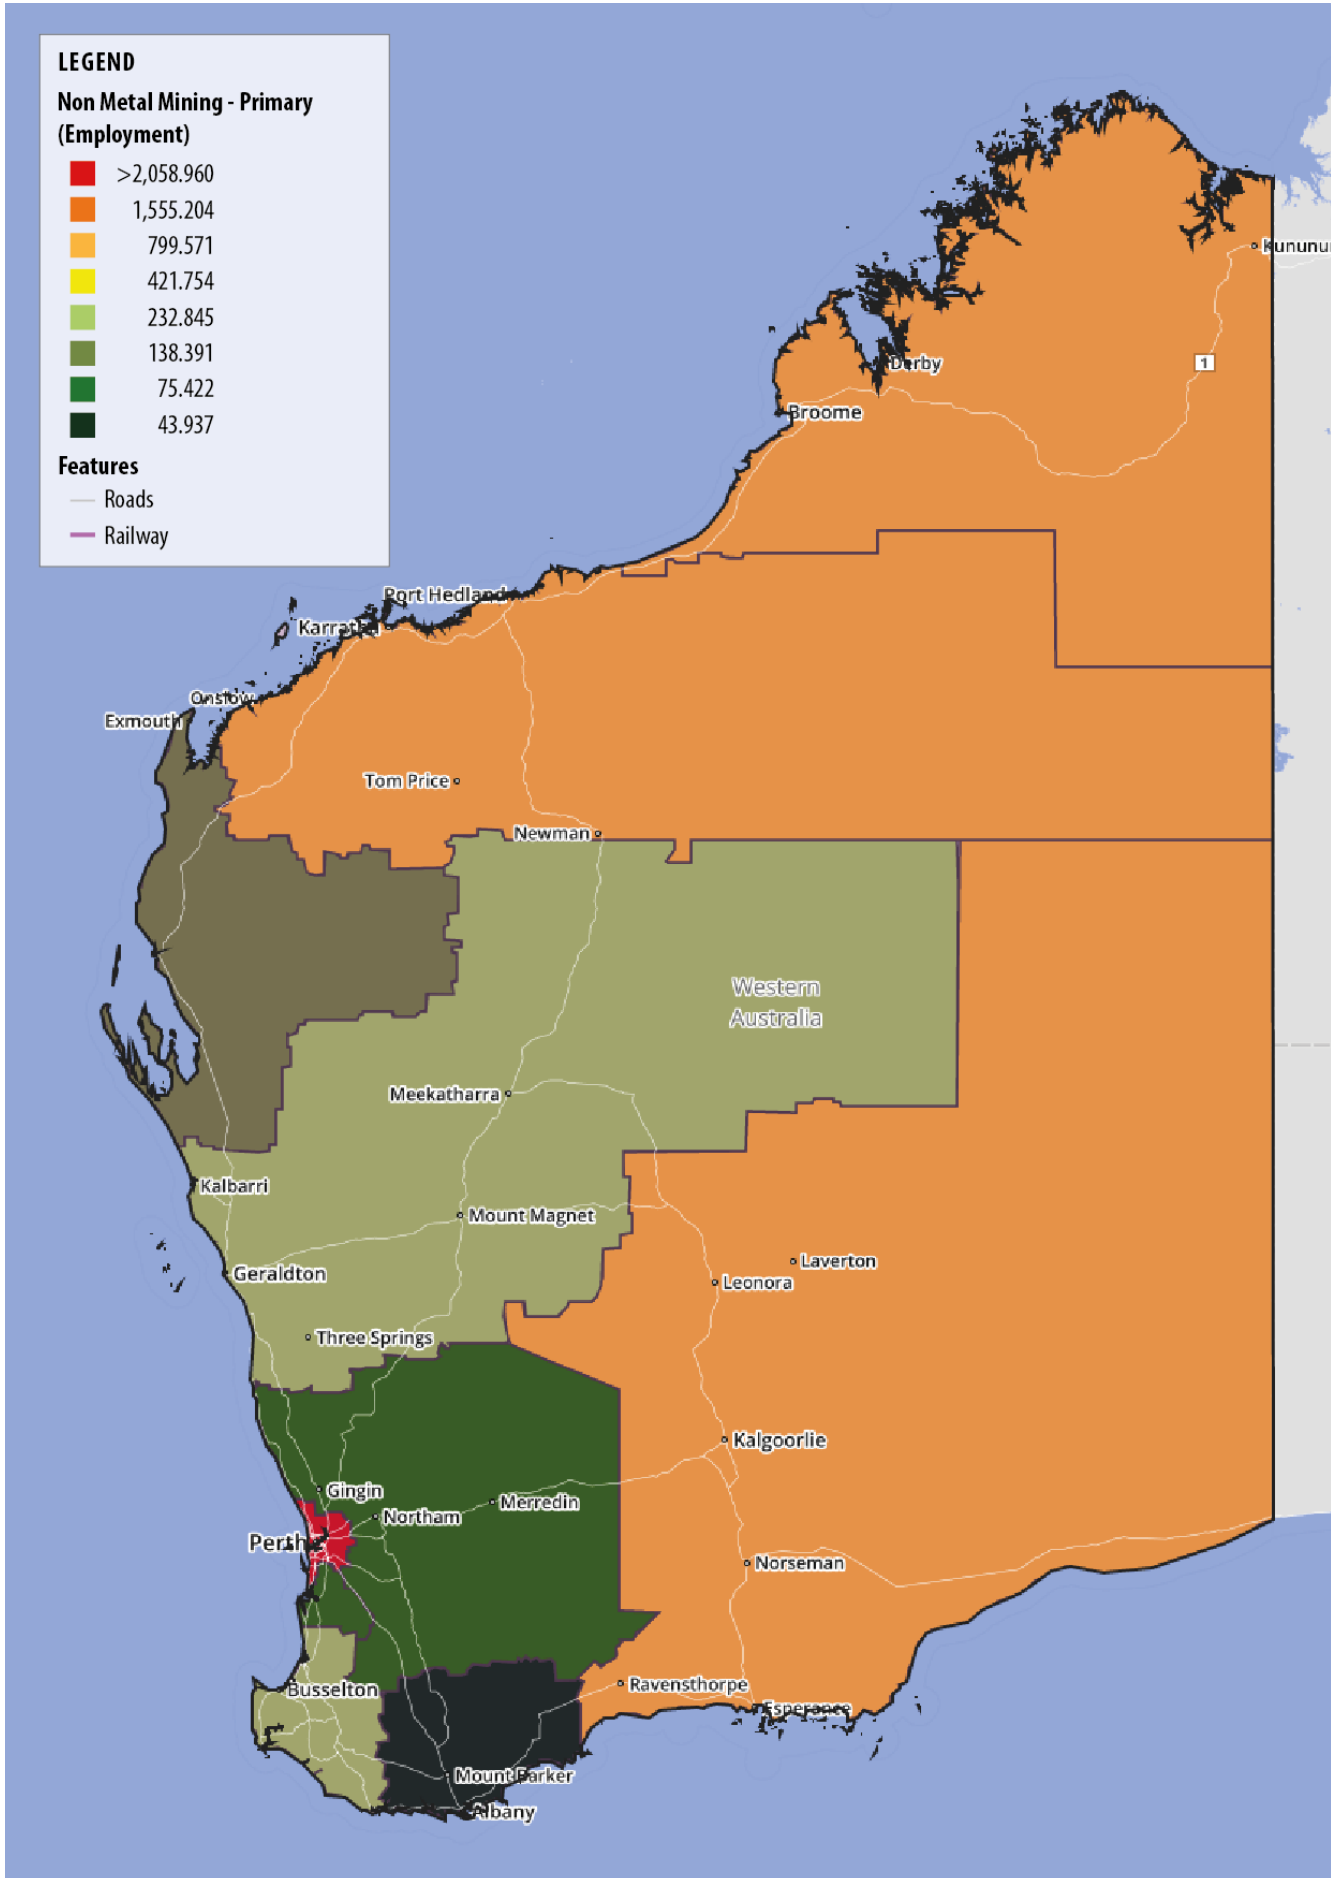 LEGEND
Non Metal Mining - Primary
(Employment)
>2,058.960
1,555.204
799.571
421.754
232.845
138.391
75.422
43.937
Features
Roads
Railway
Kununu
1
Derby
Broome
Port Hedland
Karratha
Onslow
Exmouth
Tom Price
Newman
Western
Australia
Meekatharra
Kalbarri
Mount Magnet
Geraldton
Laverton
Leonora
Three Springs
Kalgoorlie
Gingin
Merredin
Northam
Perth
Norseman
Busselton
Ravensthorpe
Esperance
Mount Barker
Albany